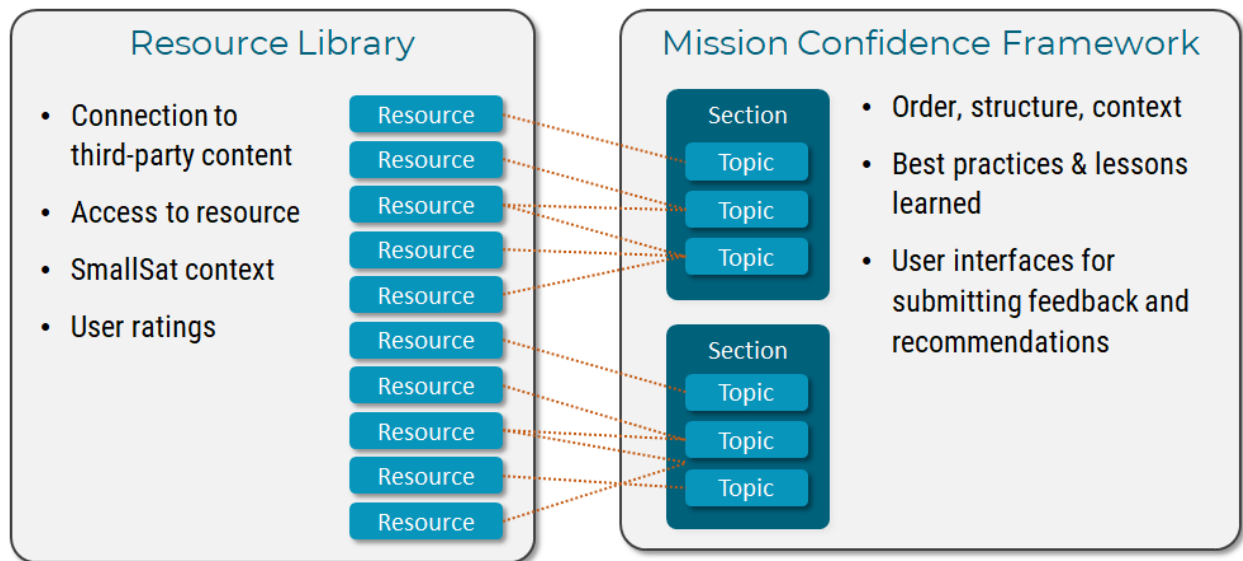 Resource Library
• Connection to
third-party content
• Access to resource
• SmallSat context
• User ratings
Resource
Resource
Resource
Resource
Resource
Resource
Resource
Resource
Resource
Resource
Mission Confidence Framework
Section
Topic
Topic
Topic
Section
Topic
Topic
Topic
• Order, structure, context
• Best practices & lessons
learned
• User interfaces for
submitting feedback and
recommendations